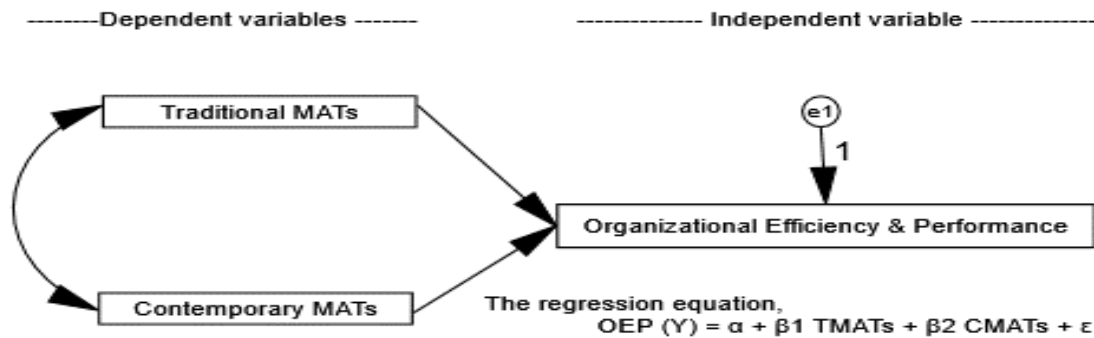 --------Dependent variables -------
------------- Independent variable -------------
Traditional MATs
e1
1
Organizational Efficiency & Performance
Contemporary MATs
The regression equation,
OEP (Y) = α + β1 TMATs + β2 CMATs + ε